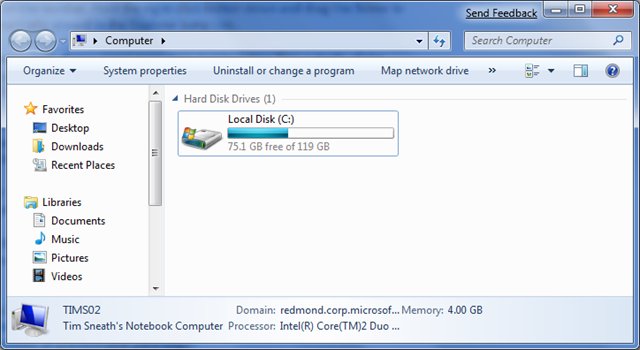 Send Feedback
Computer
Search Computer
Organize System properties Uninstall or change a program Map network drive »
Favorites
Desktop
Downloads
Recent Places
Libraries
Documents
Music
Pictures
Videos
Hard Disk Drives (1)
Local Disk (C:)
75.1 GB free of 119 GB
TIMS02 Domain: redmond.corp.microsof... Memory: 4.00 GB
Tim Sneath's Notebook Computer Processor: Intel(R) Core(TM)2 Duo ...